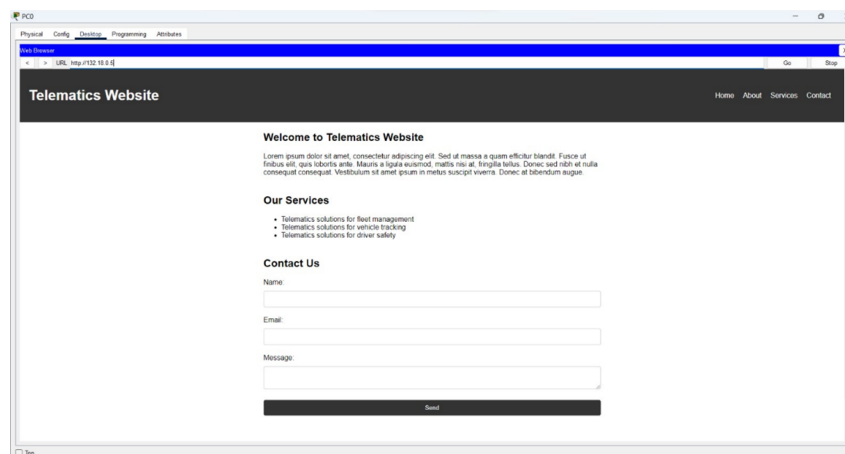 PC0
Physical Config Desktop Programming Attributes
Web Browser
< > URL http://132.18.0.5 Go Stop
Telematics Website
Home About Services Contact
Welcome to Telematics Website
Lorem ipsum dolor sit amet, consectetur adipiscing elit. Sed ut massa a quam efficitur blandit. Fusce ut
finibus elit, quis lobortis ante. Mauris a ligula euismod, mattis nisi at, fringilla tellus. Donec sed nibh et nulla
consequat consequat. Vestibulum sit amet ipsum in metus suscipit viverra. Donec at bibendum augue.
Our Services
Telematics solutions for fleet management
Telematics solutions for vehicle tracking
Telematics solutions for driver safety
Contact Us
Name:
Email:
Message:
Send
Top